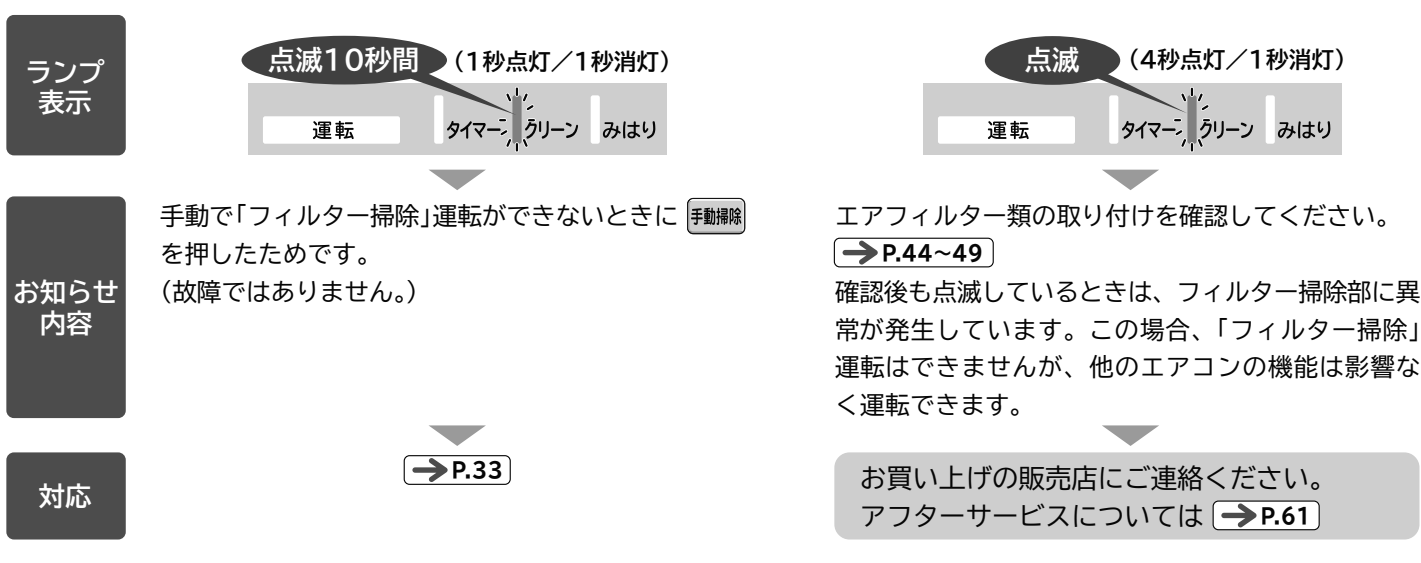 ランプ
表示
点滅10秒間
(1秒点灯／1秒消灯)
運転
タイマー
クリーン
みはり
点滅
(4秒点灯／1秒消灯)
運転
タイマー
クリーン
みはり
お知らせ
内容
手動で「フィルター掃除」運転ができないときに 手動掃除
を押したためです。
(故障ではありません。)
エアフィルター類の取り付けを確認してください。
➔P.44~49
確認後も点滅しているときは、フィルター掃除部に異
常が発生しています。この場合、「フィルター掃除」
運転はできませんが、他のエアコンの機能は影響な
く運転できます。
対応
➔P.33
お買い上げの販売店にご連絡ください。
アフターサービスについては ➔P.61